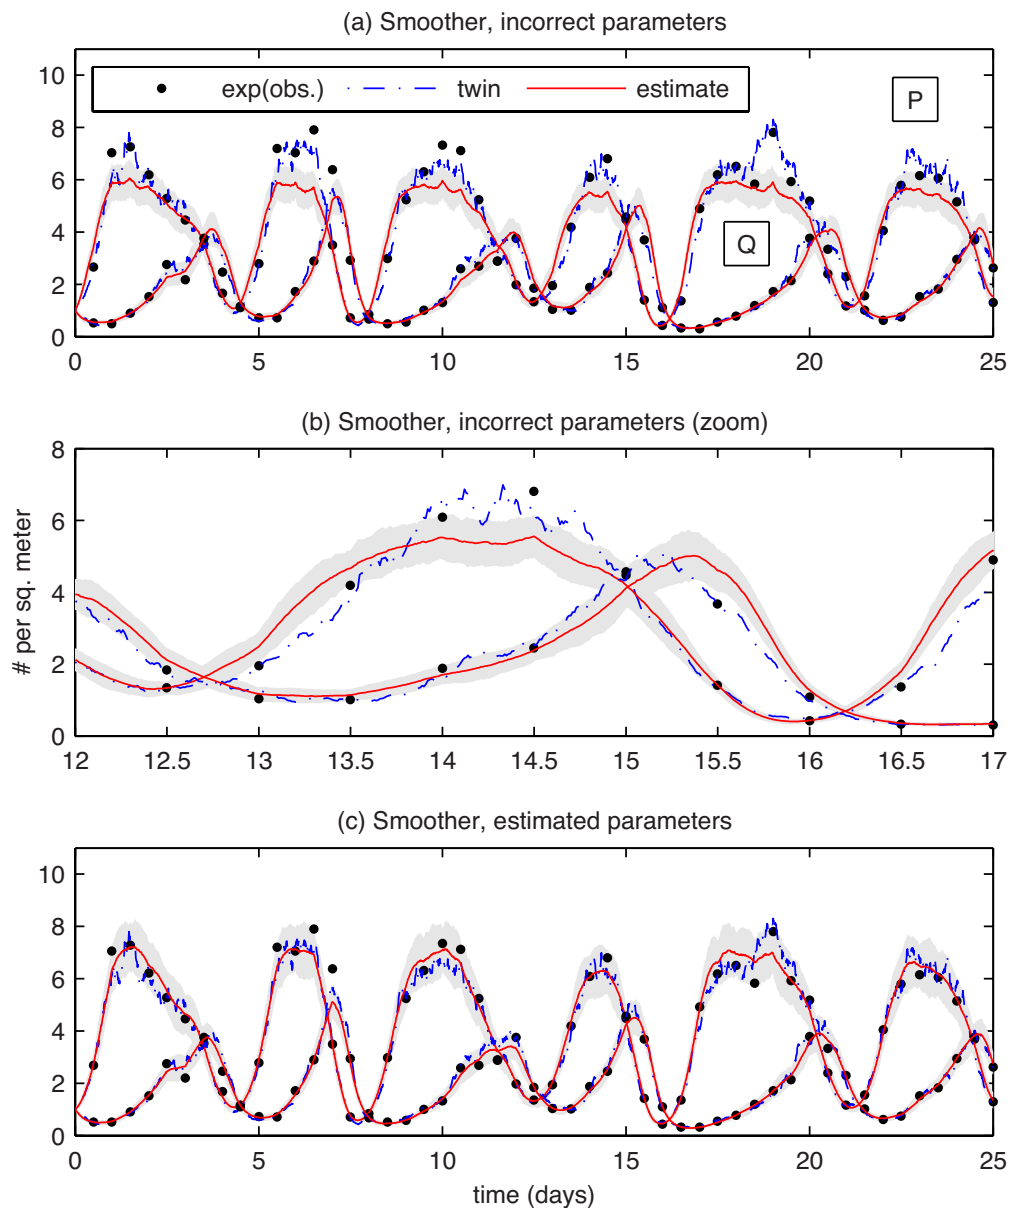 (a) Smoother, incorrect parameters
10
8
6
4
2
0
exp(obs.) twin estimate
P
Q
0 5 10 15 20 25
(b) Smoother, incorrect parameters (zoom)
# per sq. meter
8
6
4
2
0
12 12.5 13 13.5 14 14.5 15 15.5 16 16.5 17
(c) Smoother, estimated parameters
10
8
6
4
2
0
0 5 10 15 20 25
time (days)